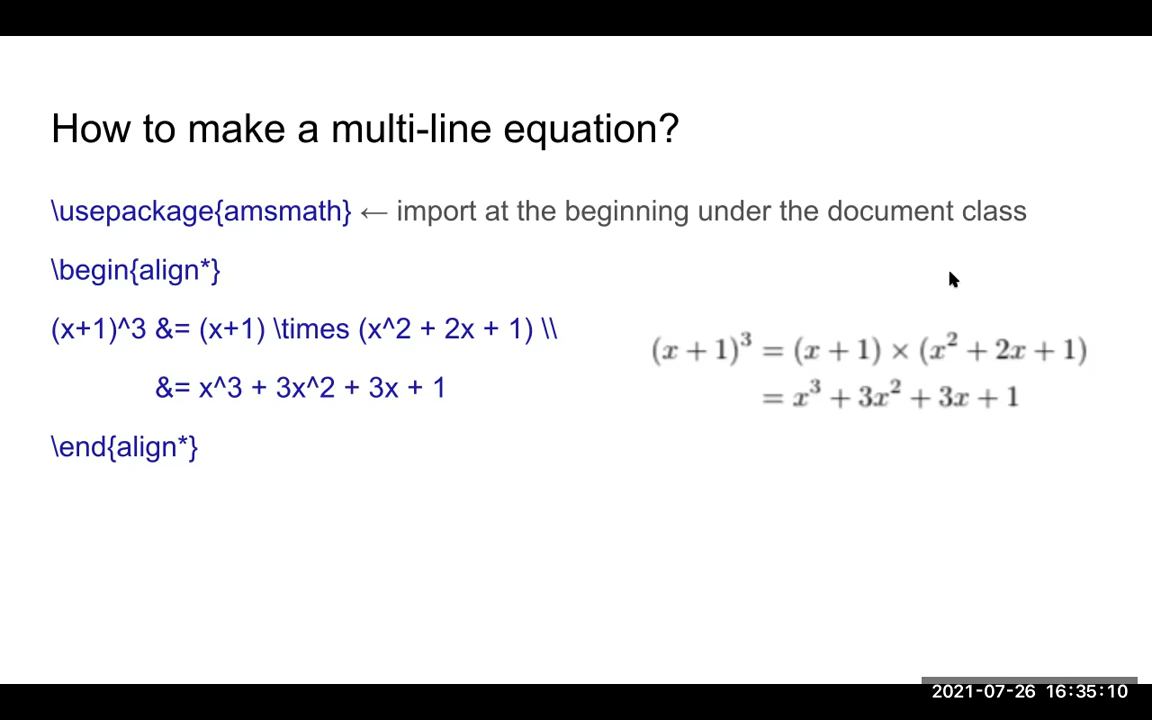 How to make a multi-line equation?
\usepackage{amsmath} ← import at the beginning under the document class
\begin{align*}
(x+1)^3 &= (x+1) \times (x^2 + 2x + 1) \\
&= x^3 + 3x^2 + 3x + 1
\end{align*}
(x + 1)³ = (x + 1) × (x² + 2x + 1)
= x³ + 3x² + 3x + 1
2021-07-26 16:35:10